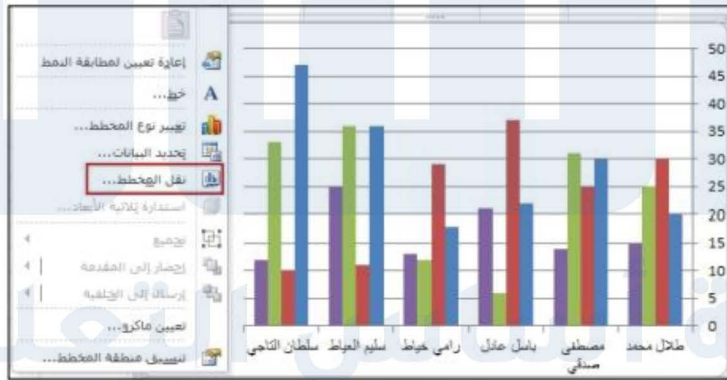 إعادة تعيين لمطابقة النمط
خط...
تغيير نوع المخطط...
تحديد البيانات...
نقل المخطط...
استدارة ثلاثية الأبعاد...
تجميع
إحضار إلى المقدمة
إرسال إلى الخلفية
تعيين ماكرو...
تنسيق منطقة المخطط...
50
45
40
35
30
25
20
15
10
5
0
طلال محمد
مصطفى صدقي
باسل عادل
رامي خياط
سليم العياط
سلطان التاجي